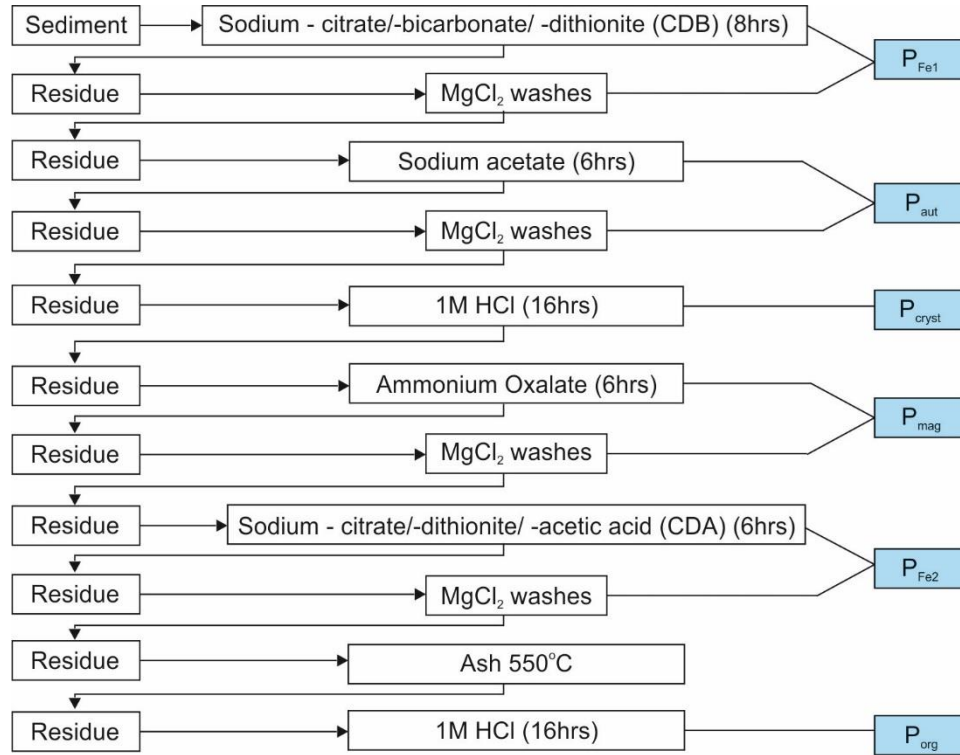 Sediment
Sodium - citrate/-bicarbonate/ -dithionite (CDB) (8hrs)
P_Fe1
Residue
MgCl₂ washes
Residue
Sodium acetate (6hrs)
P_aut
Residue
MgCl₂ washes
Residue
1M HCl (16hrs)
P_cryst
Residue
Ammonium Oxalate (6hrs)
P_mag
Residue
MgCl₂ washes
Residue
Sodium - citrate/-dithionite/ -acetic acid (CDA) (6hrs)
P_Fe2
Residue
MgCl₂ washes
Residue
Ash 550°C
Residue
1M HCl (16hrs)
P_org